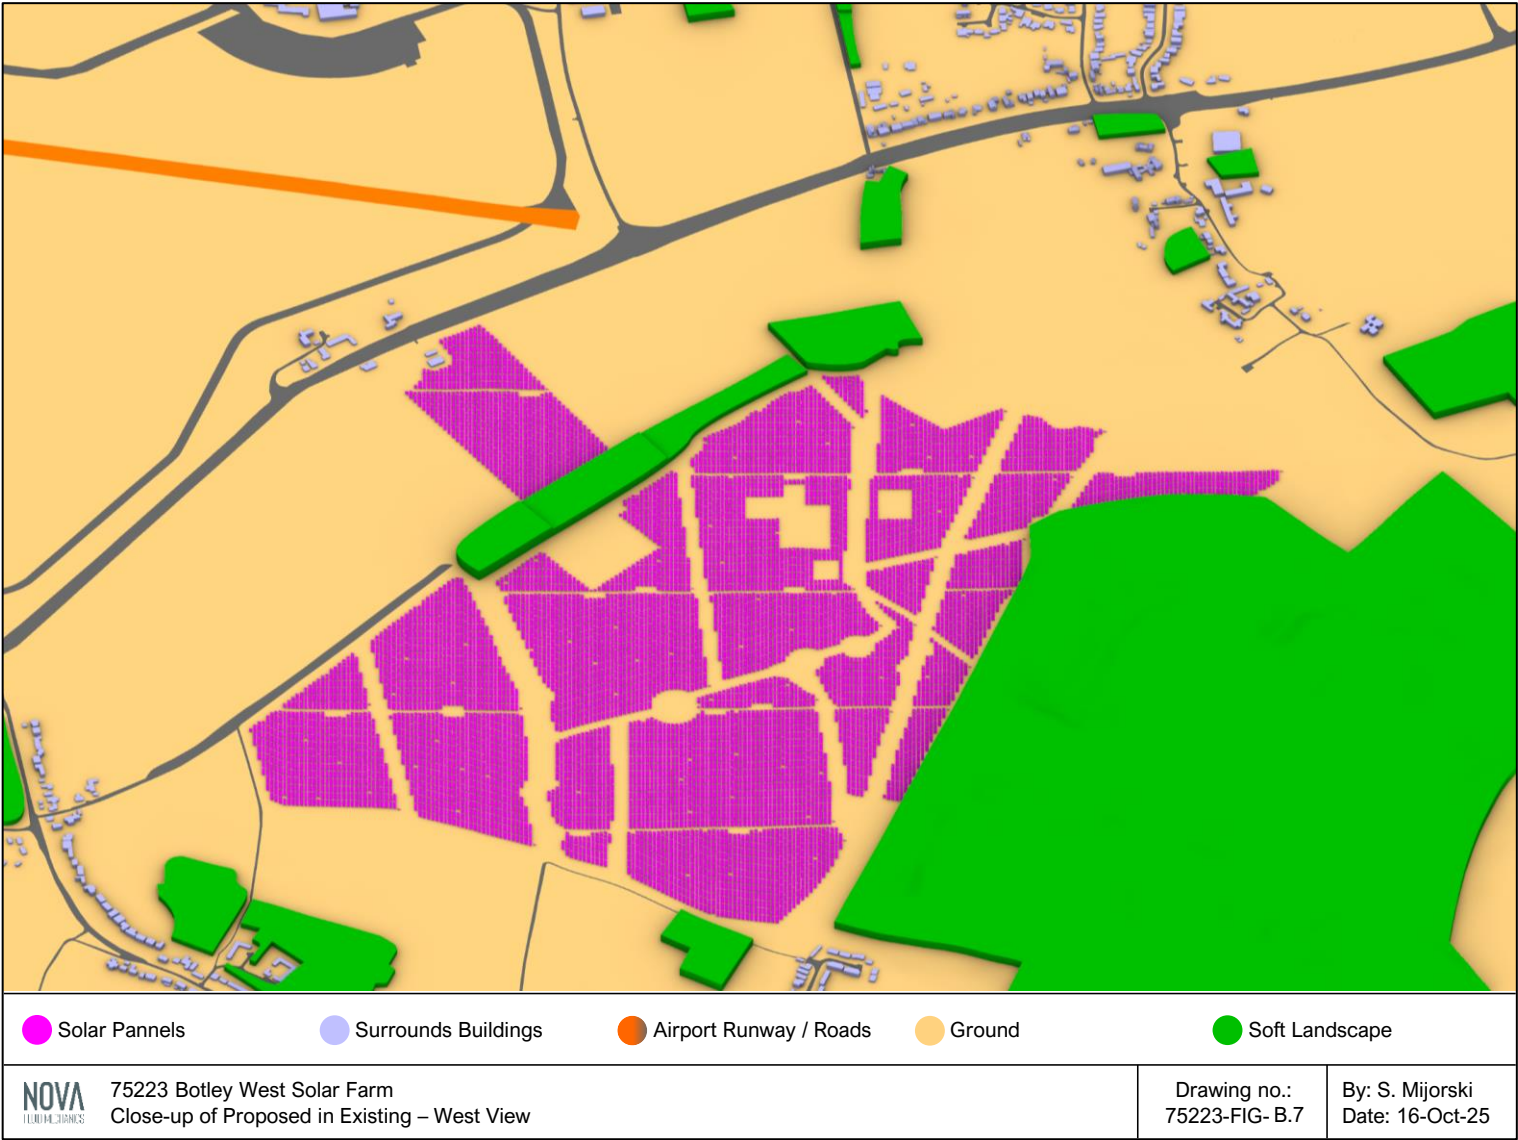 Solar Pannels
Surrounds Buildings
Airport Runway / Roads
Ground
Soft Landscape
NOVA
FLUID MECHANICS
75223 Botley West Solar Farm
Close-up of Proposed in Existing – West View
Drawing no.:
75223-FIG- B.7
By: S. Mijorski
Date: 16-Oct-25